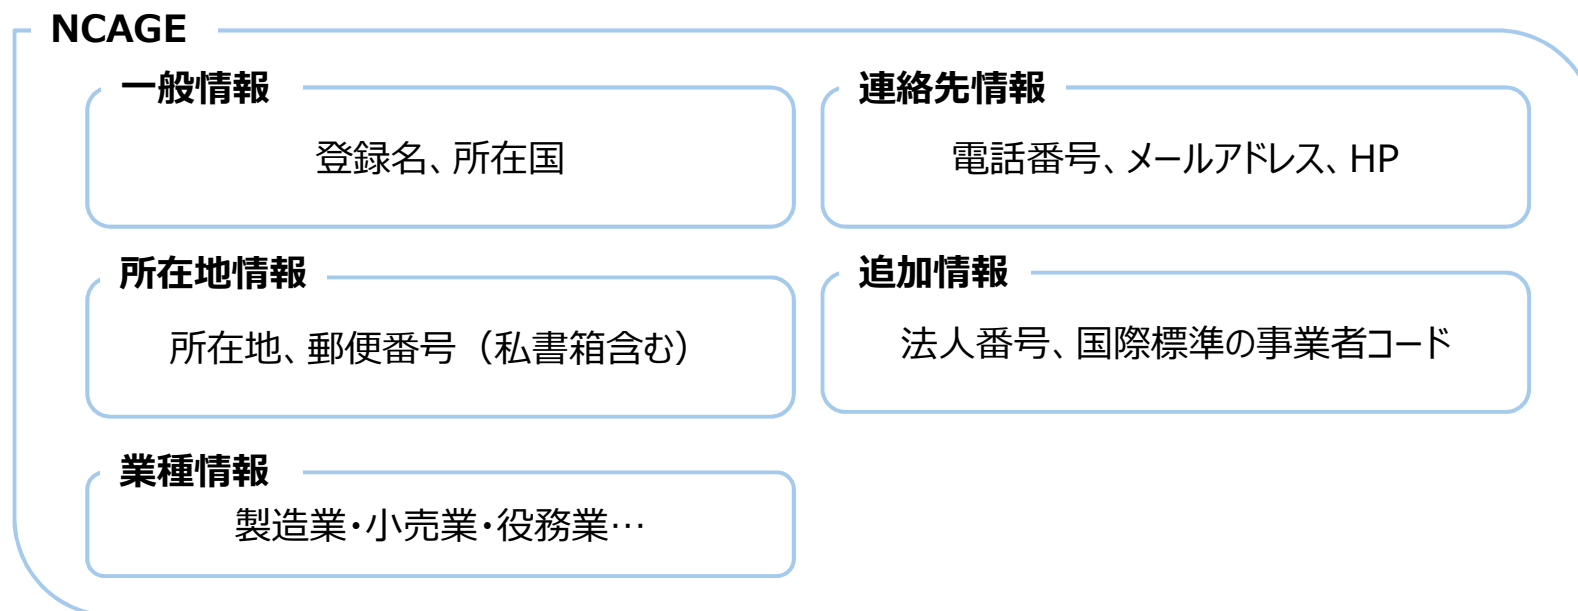 NCAGE
一般情報
登録名、所在国
連絡先情報
電話番号、メールアドレス、HP
所在地情報
所在地、郵便番号（私書箱含む）
追加情報
法人番号、国際標準の事業者コード
業種情報
製造業・小売業・役務業…